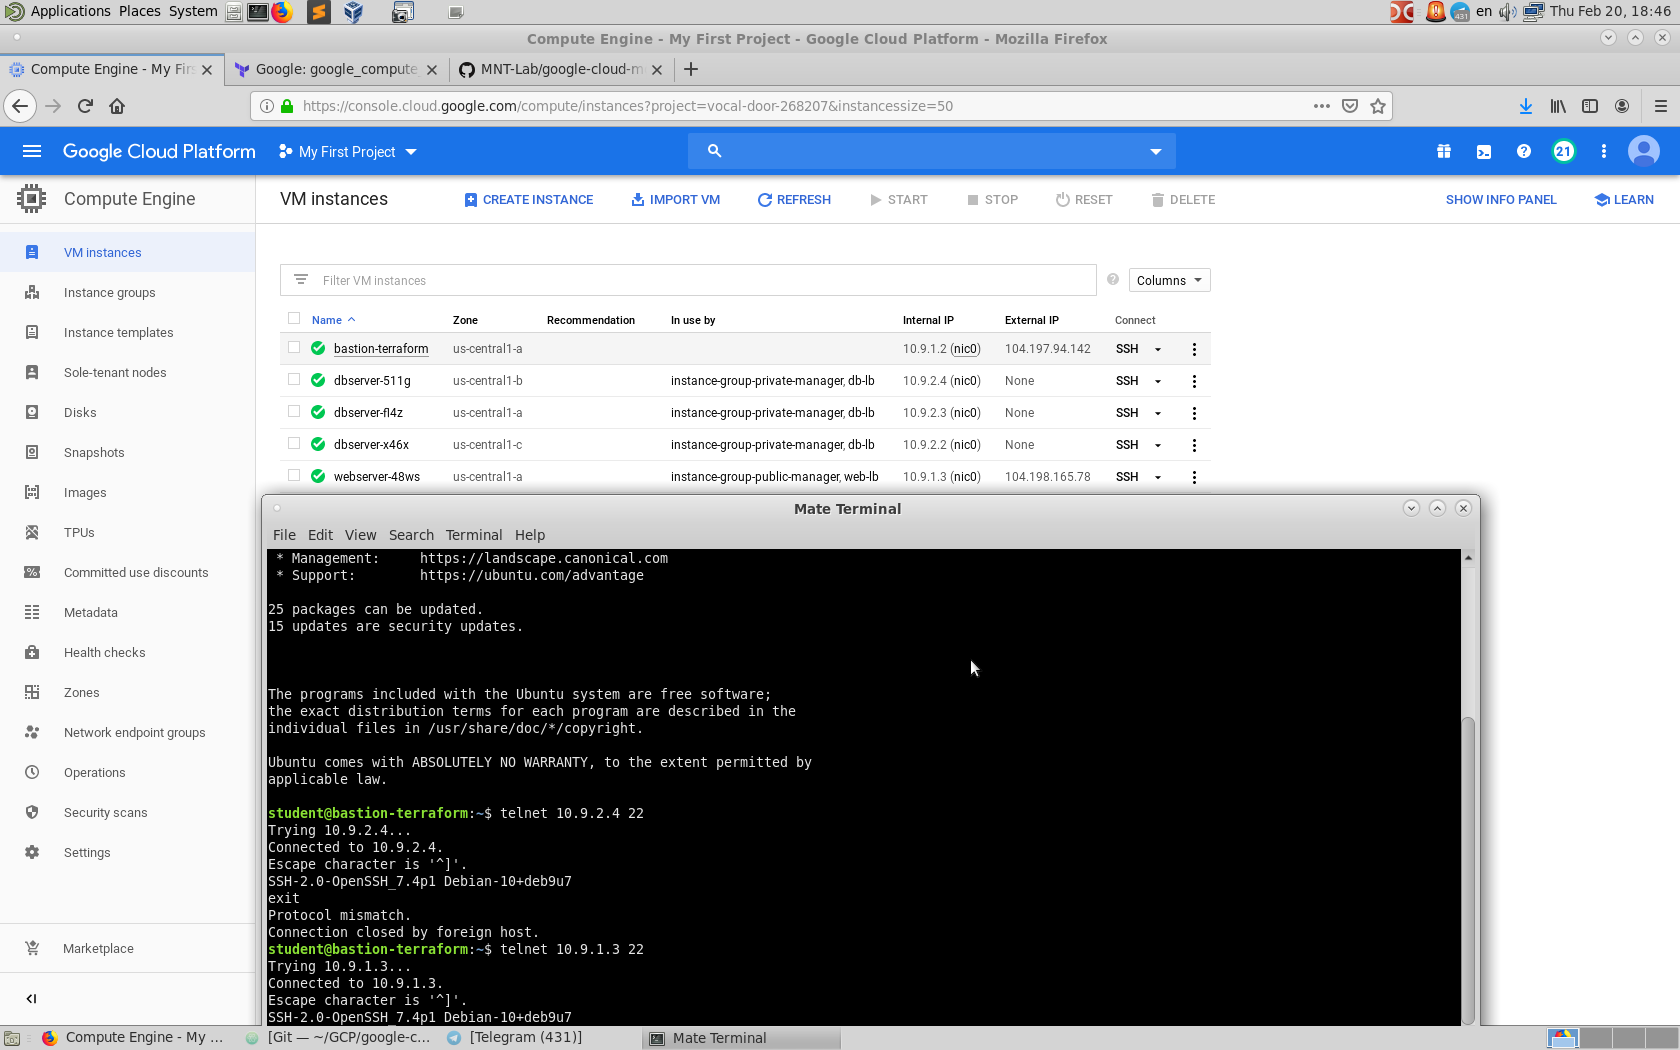 Applications Places System
en Thu Feb 20, 18:46
Compute Engine - My First Project - Google Cloud Platform - Mozilla Firefox
Compute Engine - My Firs
Google: google_compute_
MNT-Lab/google-cloud-m
https://console.cloud.google.com/compute/instances?project=vocal-door-268207&instancessize=50
Google Cloud Platform
My First Project
21
Compute Engine
VM instances
CREATE INSTANCE
IMPORT VM
REFRESH
START
STOP
RESET
DELETE
SHOW INFO PANEL
LEARN
VM instances
Instance groups
Instance templates
Sole-tenant nodes
Disks
Snapshots
Images
TPUs
Committed use discounts
Metadata
Health checks
Zones
Network endpoint groups
Operations
Security scans
Settings
Marketplace
Filter VM instances
Columns
Name Zone Recommendation In use by Internal IP External IP Connect
bastion-terraform us-central1-a 10.9.1.2 (nic0) 104.197.94.142 SSH
dbserver-511g us-central1-b instance-group-private-manager, db-lb 10.9.2.4 (nic0) None SSH
dbserver-fl4z us-central1-a instance-group-private-manager, db-lb 10.9.2.3 (nic0) None SSH
dbserver-x46x us-central1-c instance-group-private-manager, db-lb 10.9.2.2 (nic0) None SSH
webserver-48ws us-central1-a instance-group-public-manager, web-lb 10.9.1.3 (nic0) 104.198.165.78 SSH
Mate Terminal
File Edit View Search Terminal Help
* Management: https://landscape.canonical.com
* Support: https://ubuntu.com/advantage
25 packages can be updated.
15 updates are security updates.
The programs included with the Ubuntu system are free software;
the exact distribution terms for each program are described in the
individual files in /usr/share/doc/*/copyright.
Ubuntu comes with ABSOLUTELY NO WARRANTY, to the extent permitted by
applicable law.
student@bastion-terraform:~$ telnet 10.9.2.4 22
Trying 10.9.2.4...
Connected to 10.9.2.4.
Escape character is '^]'.
SSH-2.0-OpenSSH_7.4p1 Debian-10+deb9u7
exit
Protocol mismatch.
Connection closed by foreign host.
student@bastion-terraform:~$ telnet 10.9.1.3 22
Trying 10.9.1.3...
Connected to 10.9.1.3.
Escape character is '^]'.
SSH-2.0-OpenSSH_7.4p1 Debian-10+deb9u7
Compute Engine - My ...
[Git — ~/GCP/google-c...
[Telegram (431)]
Mate Terminal